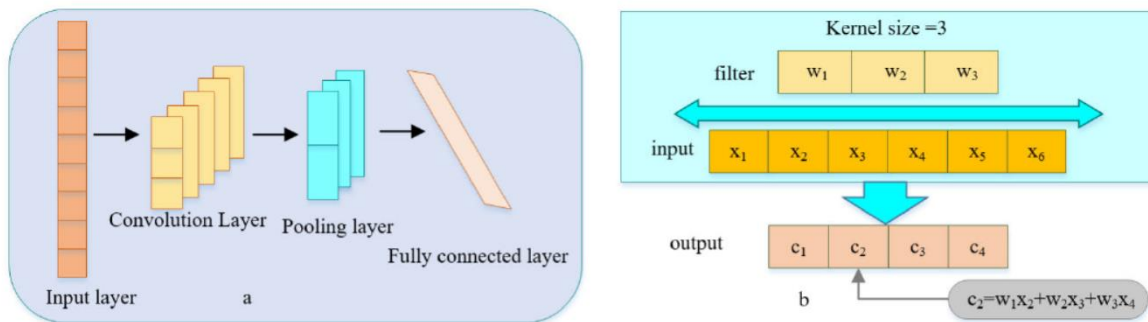 Convolution Layer
Pooling layer
Fully connected layer
Input layer
a
Kernel size =3
filter
w₁ w₂ w₃
input
x₁ x₂ x₃ x₄ x₅ x₆
output
c₁ c₂ c₃ c₄
b
c₂=w₁x₂+w₂x₃+w₃x₄